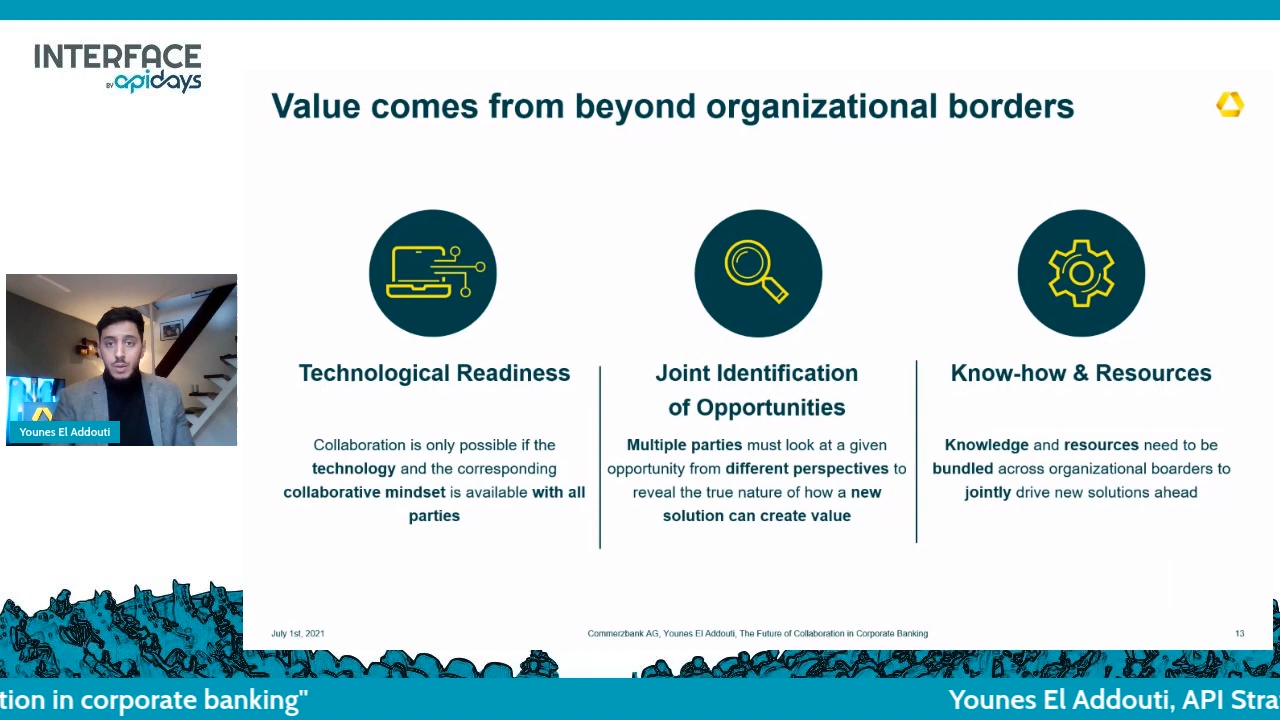 INTERFACE
BY apidays
Value comes from beyond organizational borders
Technological Readiness
Collaboration is only possible if the
technology and the corresponding
collaborative mindset is available with all
parties
Joint Identification
of Opportunities
Multiple parties must look at a given
opportunity from different perspectives to
reveal the true nature of how a new
solution can create value
Know-how & Resources
Knowledge and resources need to be
bundled across organizational boarders to
jointly drive new solutions ahead
Younes El Addouti
July 1st, 2021
Commerzbank AG, Younes El Addouti, The Future of Collaboration in Corporate Banking
13
tion in corporate banking"
Younes El Addouti, API Stra